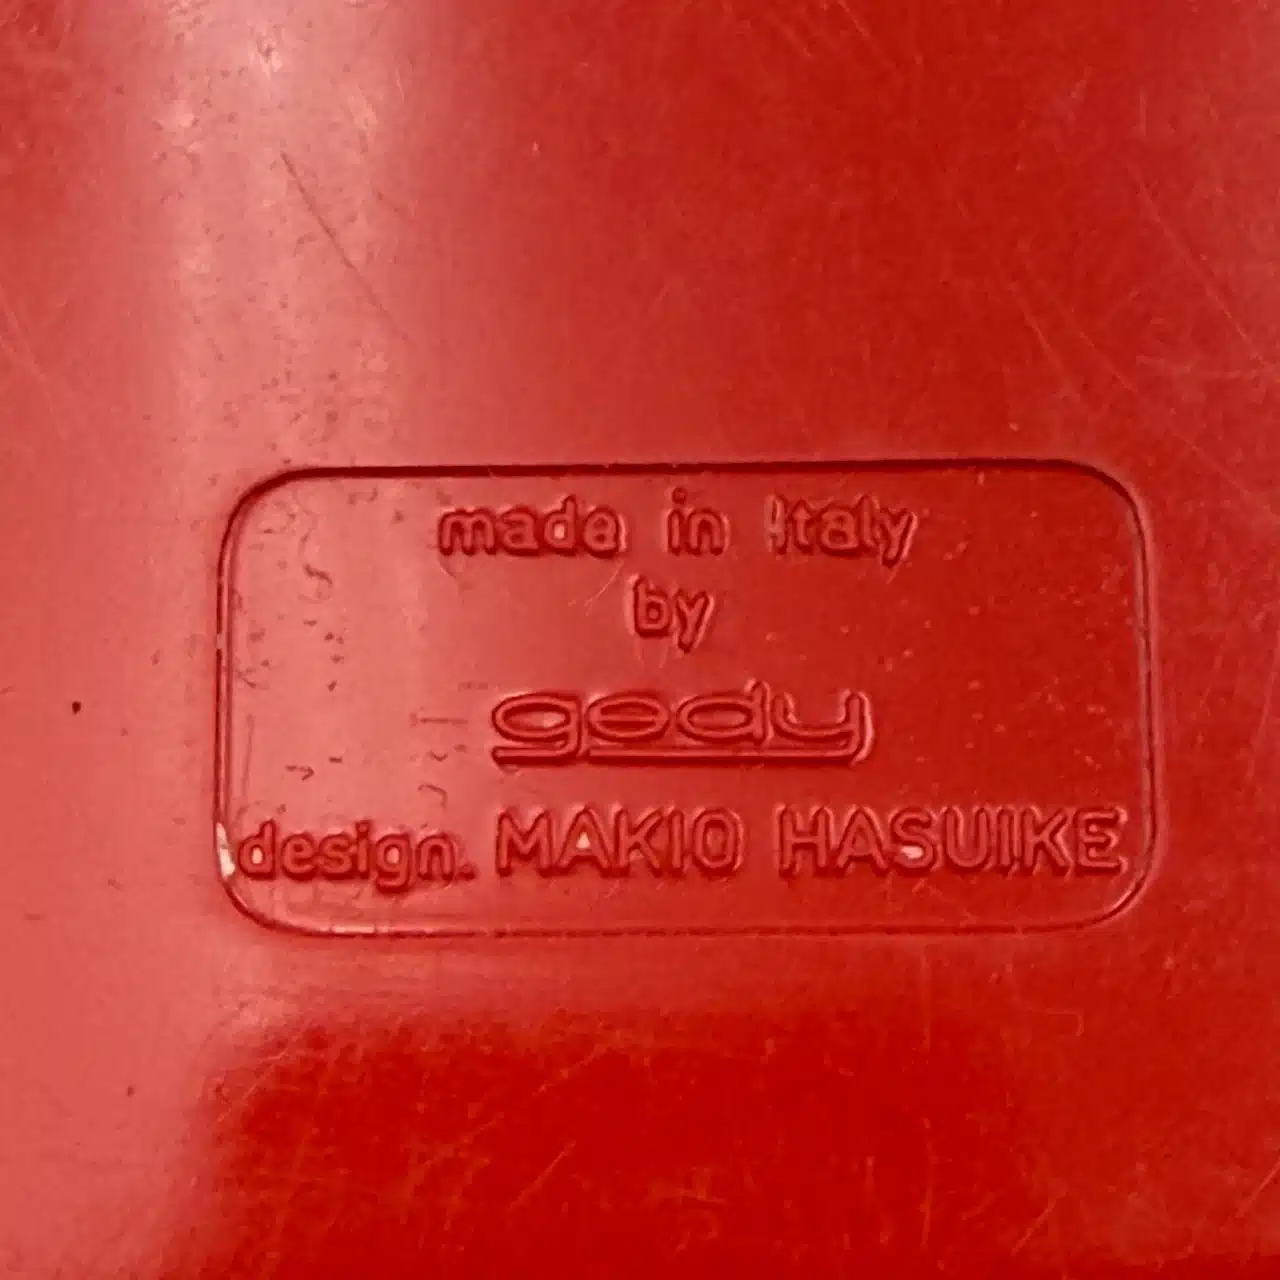 made in Italy
by
gedy
design. MAKIO HASUIKE